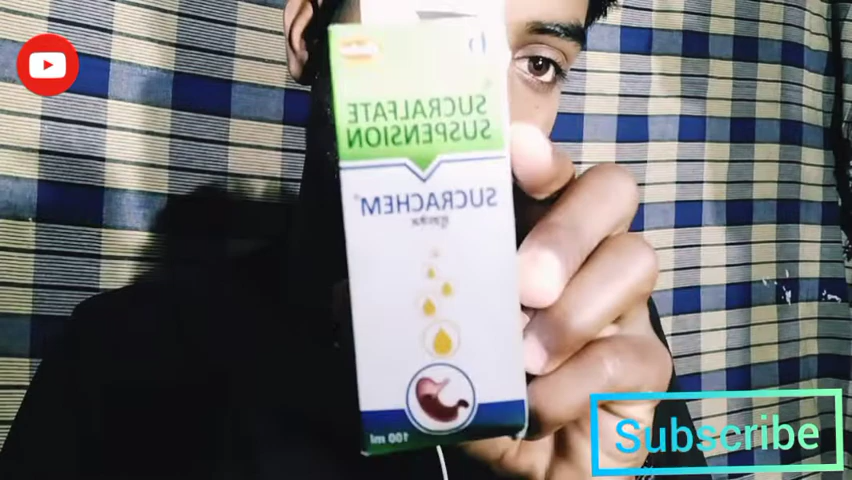 SUCRALFATE
SUSPENSION
SUCRACHEM
100 ml
Subscribe